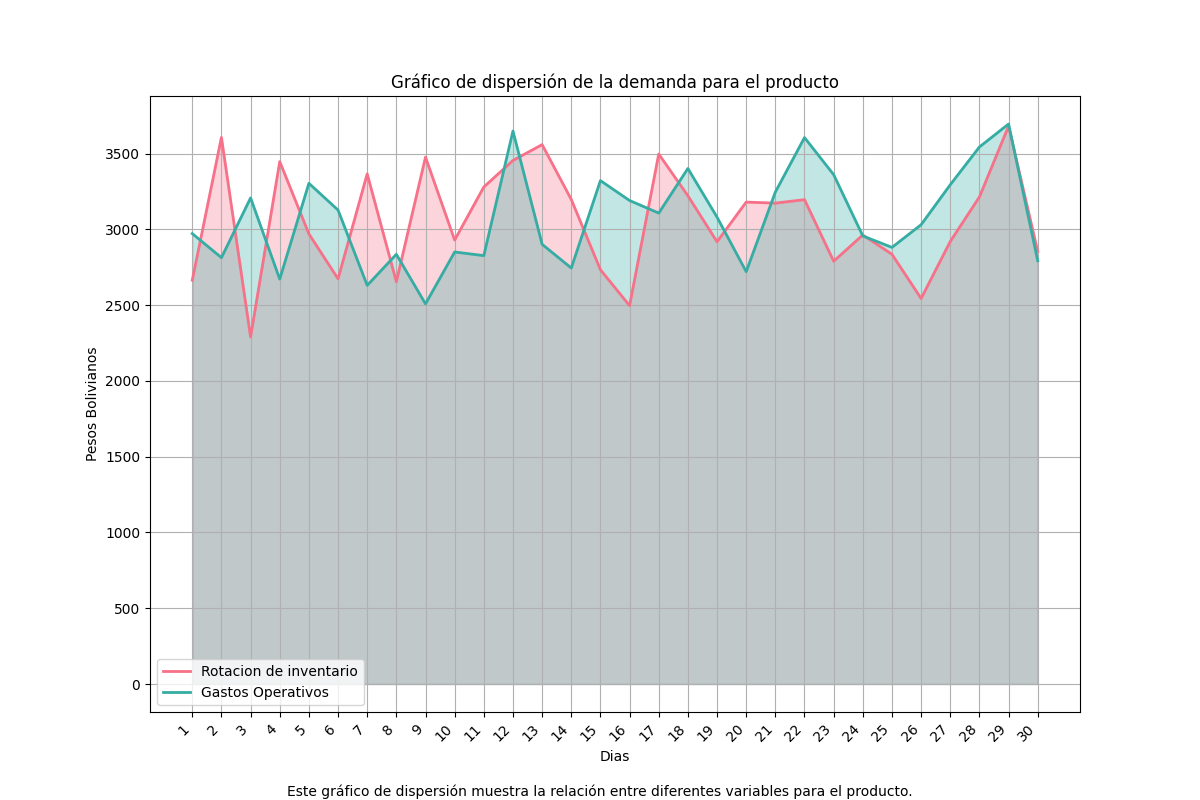 Gráfico de dispersión de la demanda para el producto
Pesos Bolivianos
3500
3000
2500
2000
1500
1000
500
0
Rotacion de inventario
Gastos Operativos
1 2 3 4 5 6 7 8 9 10 11 12 13 14 15 16 17 18 19 20 21 22 23 24 25 26 27 28 29 30
Dias
Este gráfico de dispersión muestra la relación entre diferentes variables para el producto.